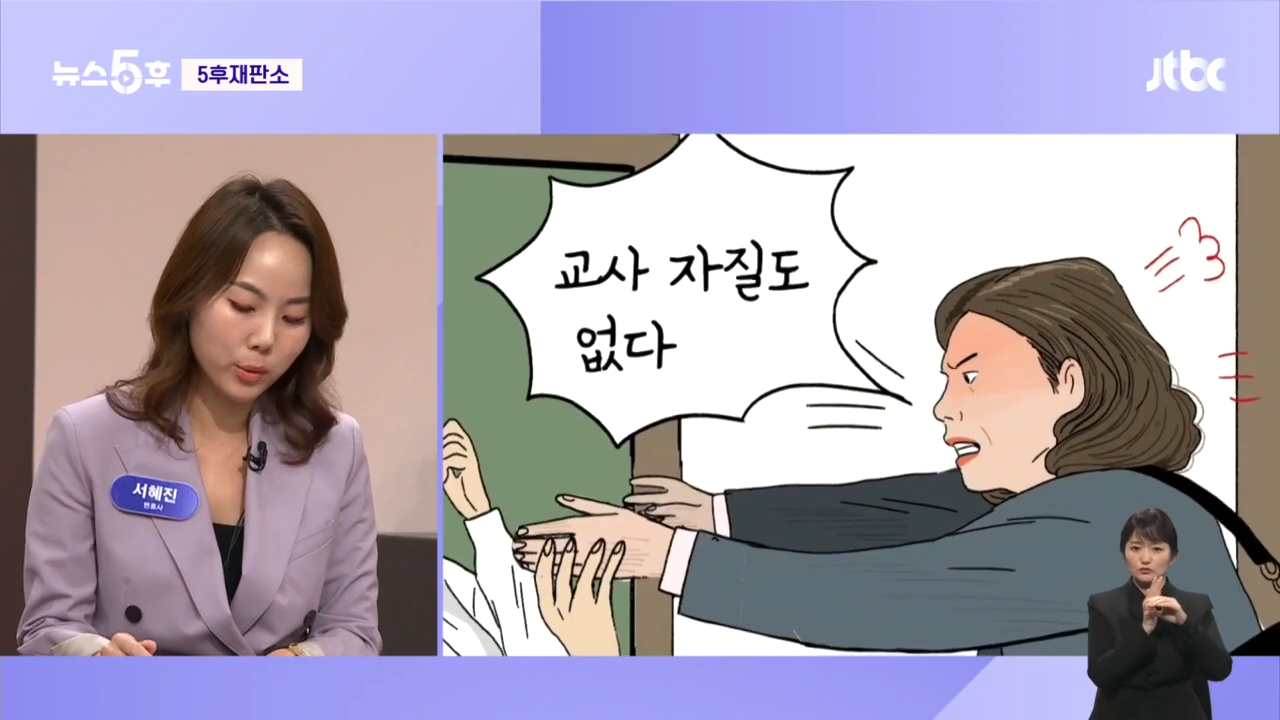 뉴스5후
5후재판소
jtbc
교사 자질도
없다
서혜진
변호사